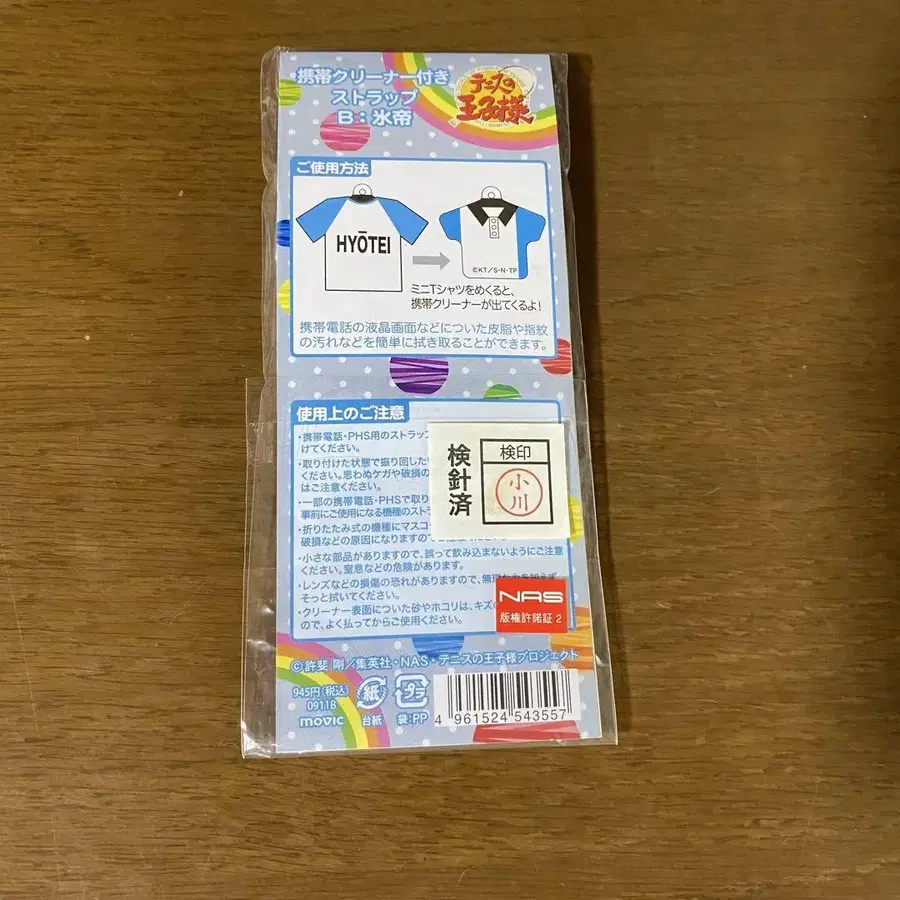 携帯クリーナー付き
ストラップ
B：氷帝
テニスの
王子様
ご使用方法
HYŌTEI
©KT/S・N・TP
ミニTシャツをめくると、
携帯クリーナーが出てくるよ！
携帯電話の液晶画面などについた皮脂や指紋
の汚れなどを簡単に拭き取ることができます。
使用上のご注意
・携帯電話・PHS用のストラップ
けてください。
・取り付けた状態で振り回した
ください。思わぬケガや破損の
はご注意ください。
・一部の携帯電話・PHSで取り
事前にご使用になる機種のスト
・折りたたみ式の機種にマスコ
破損などの原因になりますので
・小さな部品がありますので、誤って飲み込まないようにご注意
ください。窒息などの危険があります。
・レンズなどの損傷の恐れがありますので、
そっと拭いてください。
・クリーナー表面についた砂やホコリは、キズの
ので、よく払ってからご使用ください。
検針済
検印
小川
NAS
版権許諾証 2
©許斐 剛／集英社・NAS・テニスの王子様プロジェクト
945円(税込)
0911B
movic
紙
台紙
プラ
袋:PP
4 961524 543557